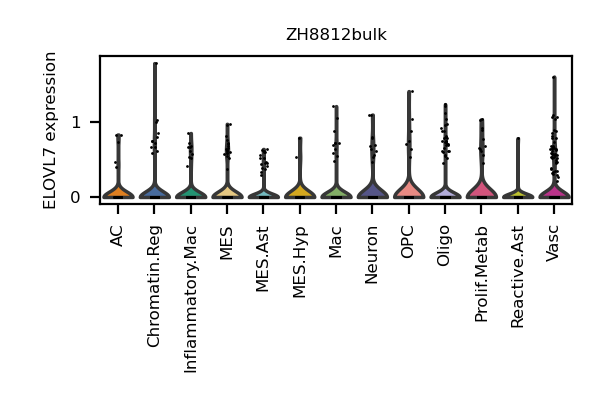 ZH8812bulk
ELOVL7 expression
1
0
AC
Chromatin.Reg
Inflammatory.Mac
MES
MES.Ast
MES.Hyp
Mac
Neuron
OPC
Oligo
Prolif.Metab
Reactive.Ast
Vasc